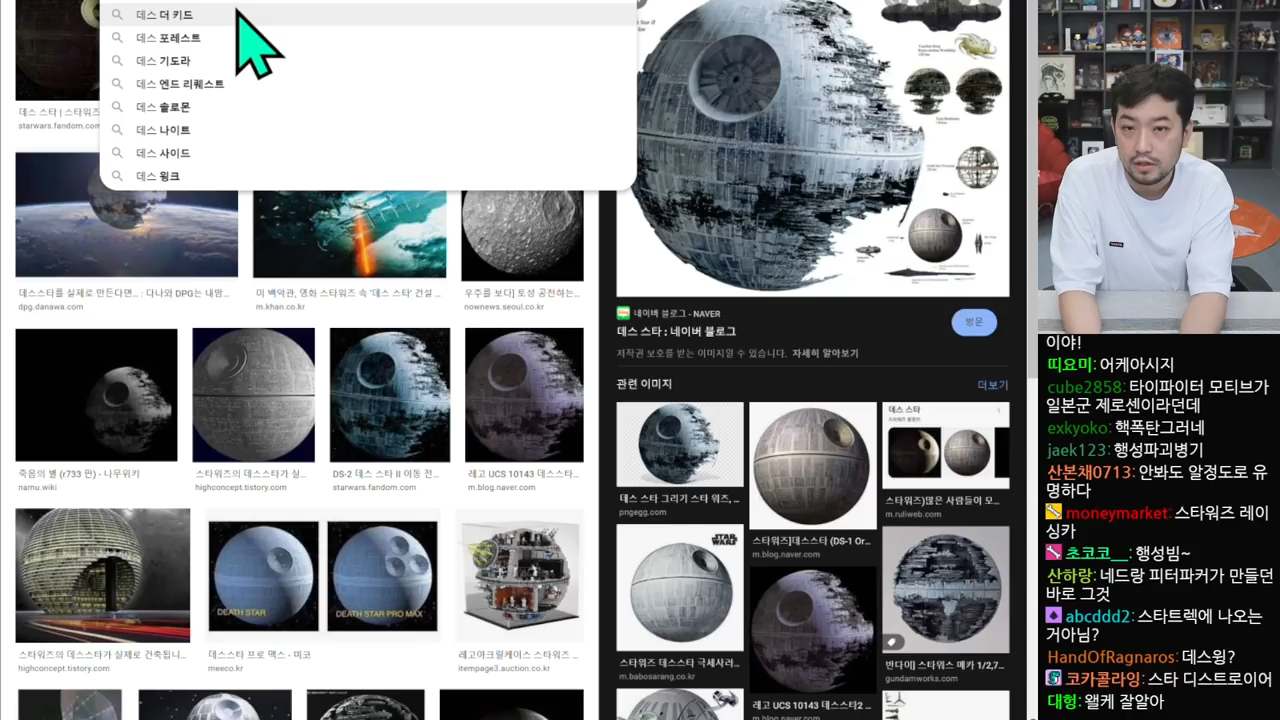 데스 더 키드
데스 포레스트
데스 기도라
데스 엔드 리퀘스트
데스 솔로몬
데스 나이트
데스 사이드
데스 윙크
데스 스타 | 스타워즈
starwars.fandom.com
데스스타를 실제로 만든다면... : 다나와 DPG는 내맘...
dpg.danawa.com
미 백악관, 영화 스타워즈 속 '데스 스타' 건설 ...
m.khan.co.kr
우주를 보다] 토성 공전하는...
nownews.seoul.co.kr
죽음의 별 (r733 판) - 나무위키
namu.wiki
스타워즈의 데스스타가 실...
highconcept.tistory.com
DS-2 데스 스타 II 이동 전...
starwars.fandom.com
레고 UCS 10143 데스스타...
m.blog.naver.com
DEATH STAR
DEATH STAR PRO MAX
스타워즈의 데스스타가 실제로 건축됩니...
highconcept.tistory.com
데스스타 프로 맥스 - 미코
meeco.kr
레고아크릴케이스 스타워즈 ...
itempage3.auction.co.kr
네이버 블로그 - NAVER
데스 스타 : 네이버 블로그
방문
저작권 보호를 받는 이미지일 수 있습니다. 자세히 알아보기
관련 이미지
더보기
데스 스타 그리기 스타 워즈, ...
pngegg.com
스타워즈]데스스타 (DS-1 Or...
m.blog.naver.com
데스 스타
스타워즈)많은 사람들이 모...
m.ruliweb.com
STAR WARS
스타워즈 데스스타 극세사러...
m.babosarang.co.kr
레고 UCS 10143 데스스타2 ...
m.blog.naver.com
반다이] 스타워스 메카 1/2,7...
gundamworks.com
이야!
띠요미: 어케아시지
cube2858: 타이파이터 모티브가
일본군 제로센이라던데
exkyoko: 핵폭탄그러네
jaek123: 행성파괴병기
산본채0713: 안봐도 알정도로 유
명하다
moneymarket: 스타워즈 레이
싱카
초코코__: 행성빔~
산하랑: 네드랑 피터파커가 만들던
바로 그것
abcddd2: 스타트렉에 나오는
거아님?
HandOfRagnaros: 데스윙?
코카콜라잉: 스타 디스트로이어
대헝: 왤케 잘알아